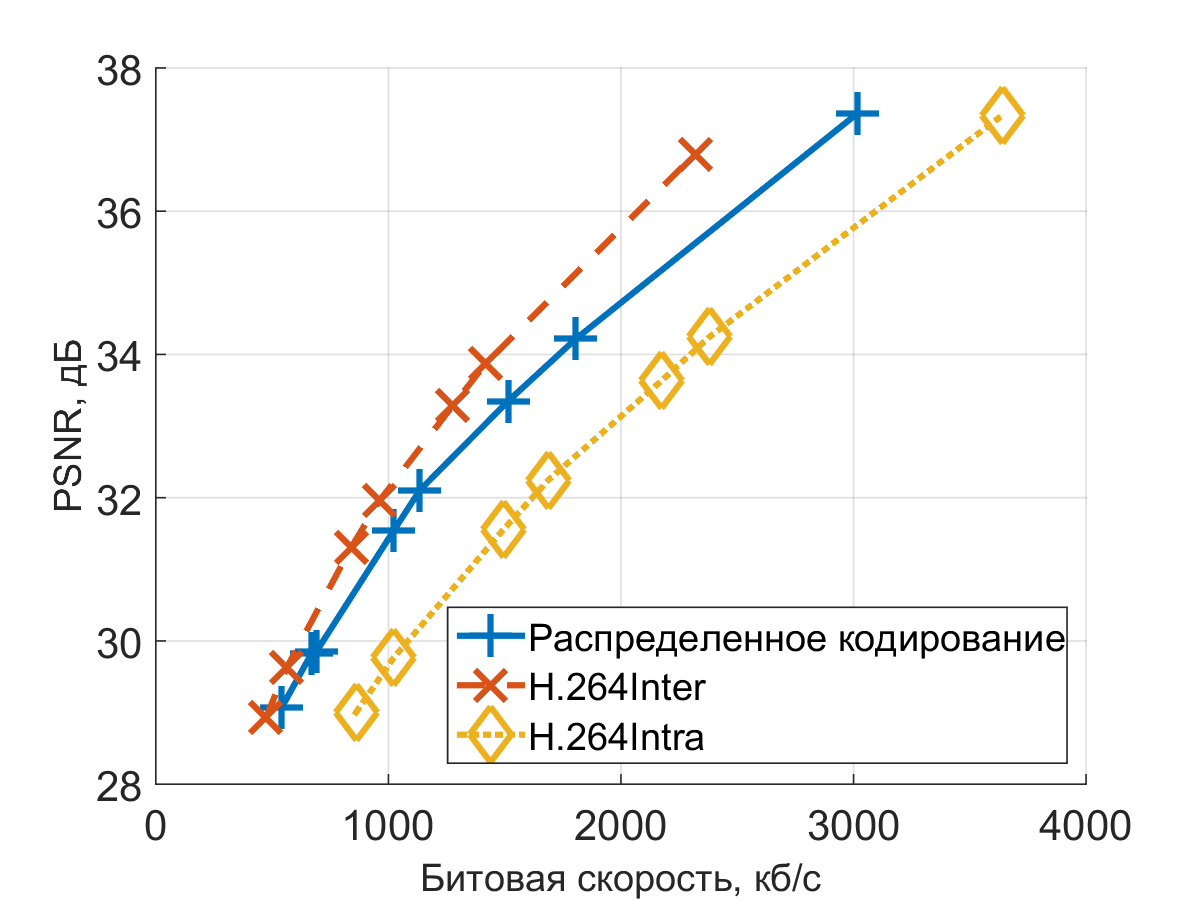 38
36
34
32
30
28
PSNR, дБ
0 1000 2000 3000 4000
Битовая скорость, кб/с
Распределенное кодирование
H.264Inter
H.264Intra